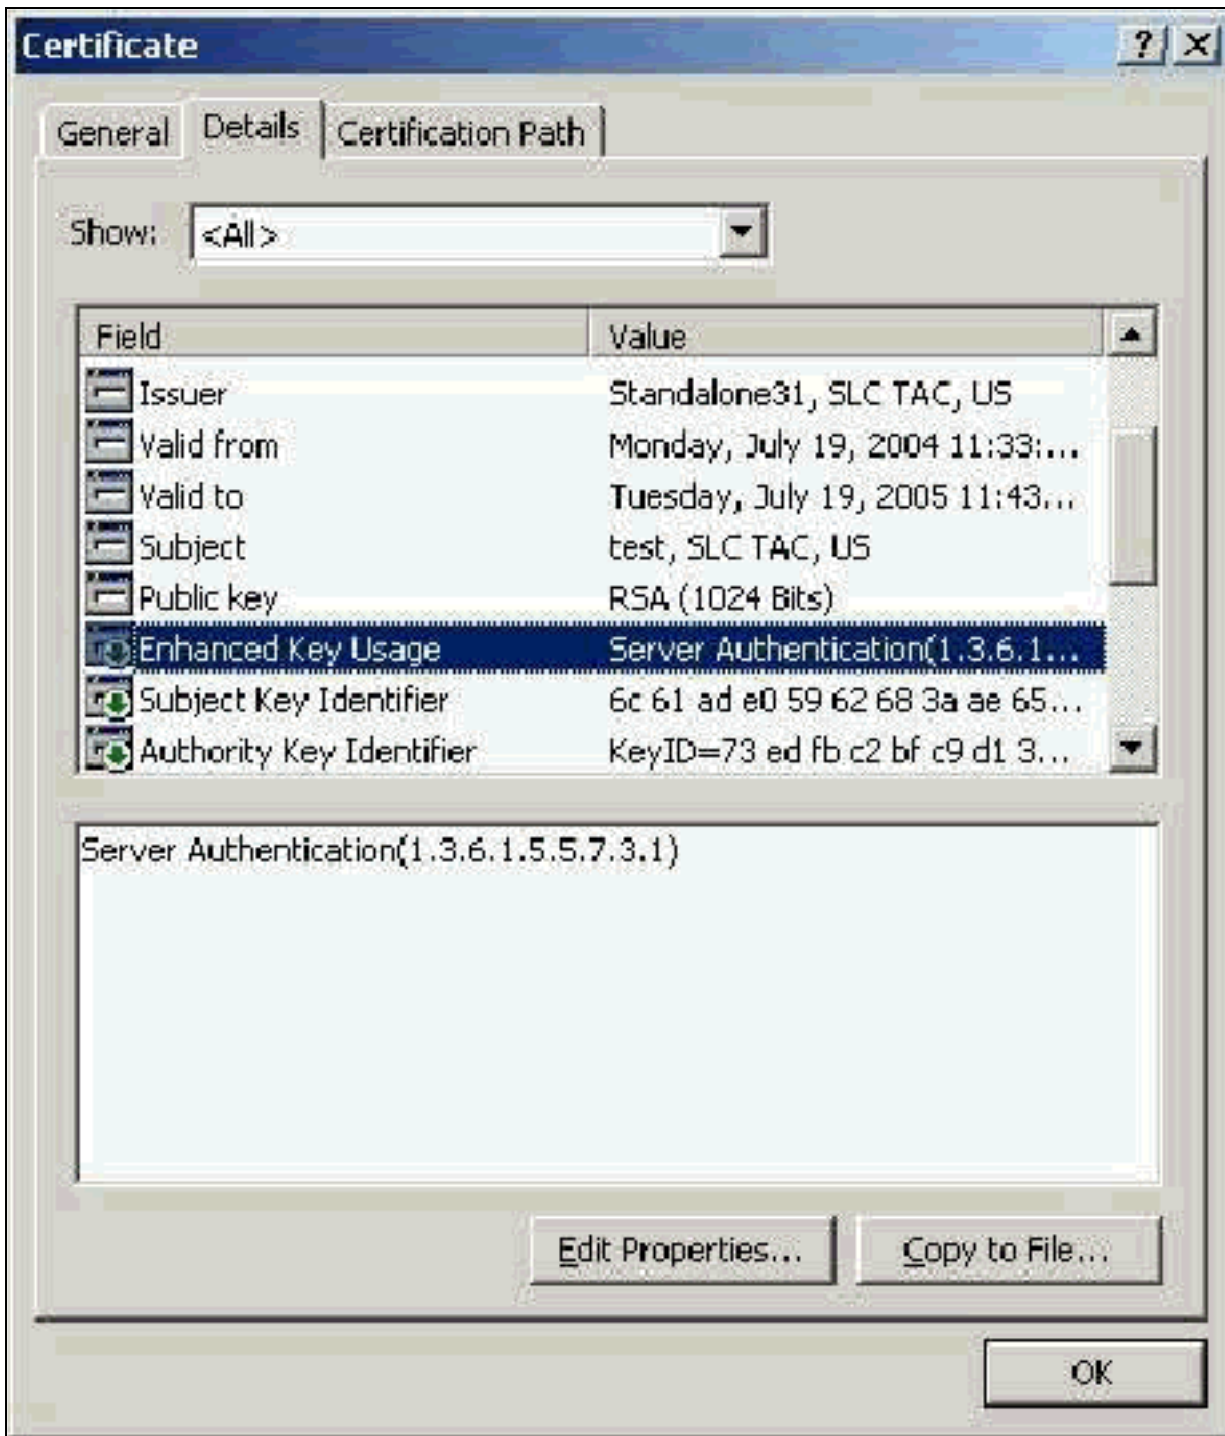 Certificate
General Details Certification Path
Show: <All>
Field Value
Issuer Standalone31, SLC TAC, US
Valid from Monday, July 19, 2004 11:33:...
Valid to Tuesday, July 19, 2005 11:43...
Subject test, SLC TAC, US
Public key RSA (1024 Bits)
Enhanced Key Usage Server Authentication(1.3.6.1...
Subject Key Identifier 6c 61 ad e0 59 62 68 3a ae 65...
Authority Key Identifier KeyID=73 ed fb c2 bf c9 d1 3...
Server Authentication(1.3.6.1.5.5.7.3.1)
Edit Properties... Copy to File...
OK